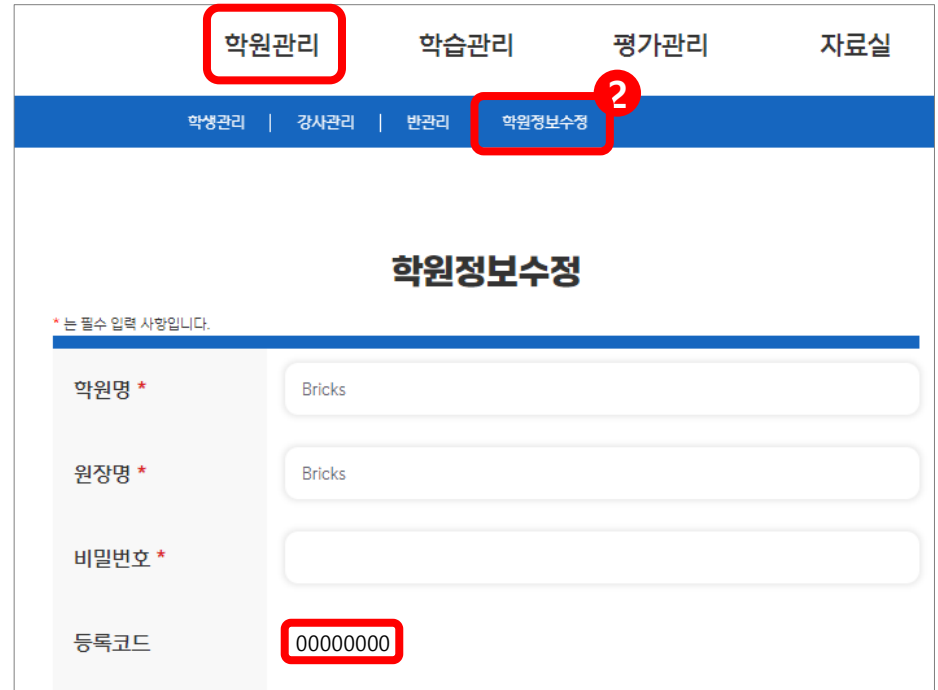 학원관리 학습관리 평가관리 자료실
2
학생관리 | 강사관리 | 반관리 학원정보수정
학원정보수정
* 는 필수 입력 사항입니다.
학원명 * Bricks
원장명 * Bricks
비밀번호 *
등록코드 00000000